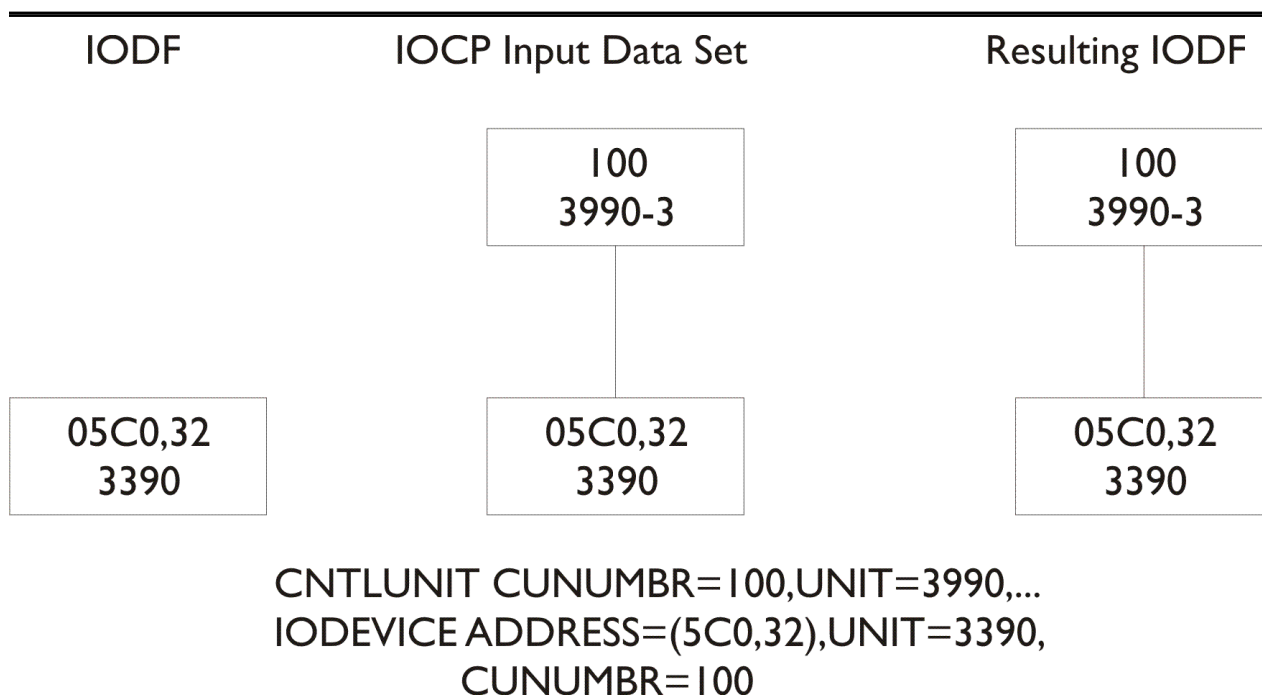 IODF IOCP Input Data Set Resulting IODF
100 100
3990-3 3990-3
05C0,32 05C0,32 05C0,32
3390 3390 3390
CNTLUNIT CUNUMBR=100,UNIT=3990,...
IODEVICE ADDRESS=(5C0,32),UNIT=3390,
CUNUMBR=100